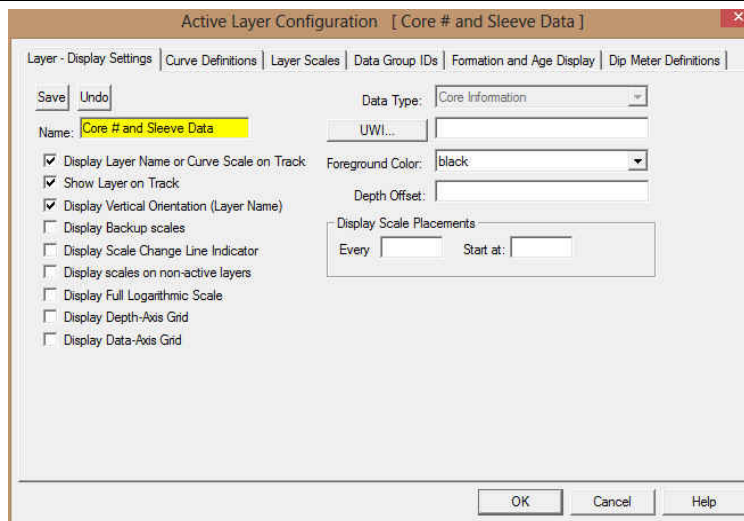 Active Layer Configuration [ Core # and Sleeve Data ]
Layer - Display Settings Curve Definitions Layer Scales Data Group IDs Formation and Age Display Dip Meter Definitions
Save Undo
Name: Core # and Sleeve Data
Display Layer Name or Curve Scale on Track
Show Layer on Track
Display Vertical Orientation (Layer Name)
Display Backup scales
Display Scale Change Line Indicator
Display scales on non-active layers
Display Full Logarithmic Scale
Display Depth-Axis Grid
Display Data-Axis Grid
Data Type: Core Information
UWI...
Foreground Color: black
Depth Offset:
Display Scale Placements
Every Start at:
OK Cancel Help